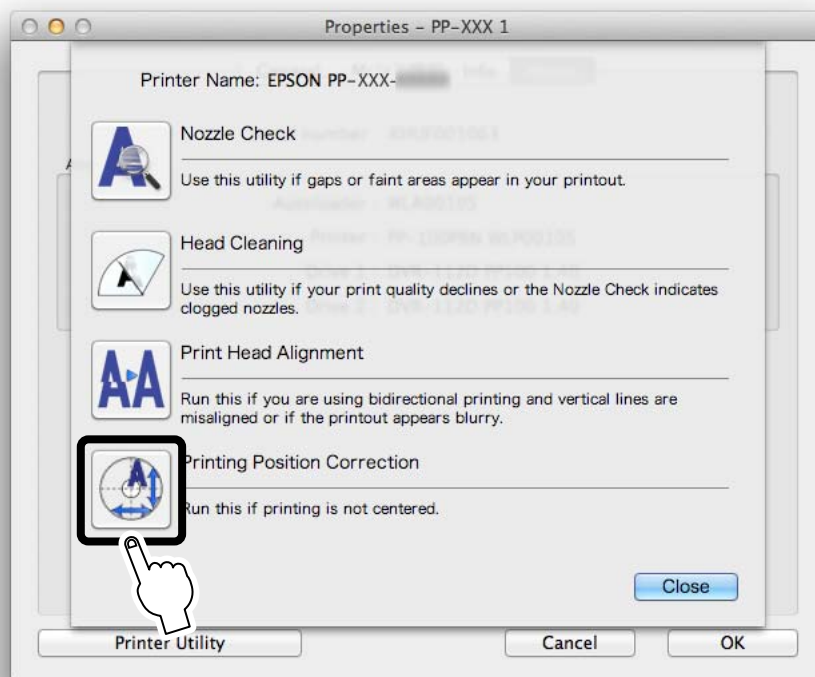 Properties – PP-XXX 1
Printer Name: EPSON PP-XXX-
Nozzle Check
Use this utility if gaps or faint areas appear in your printout.
Head Cleaning
Use this utility if your print quality declines or the Nozzle Check indicates
clogged nozzles.
Print Head Alignment
Run this if you are using bidirectional printing and vertical lines are
misaligned or if the printout appears blurry.
Printing Position Correction
Run this if printing is not centered.
Close
Printer Utility
Cancel
OK